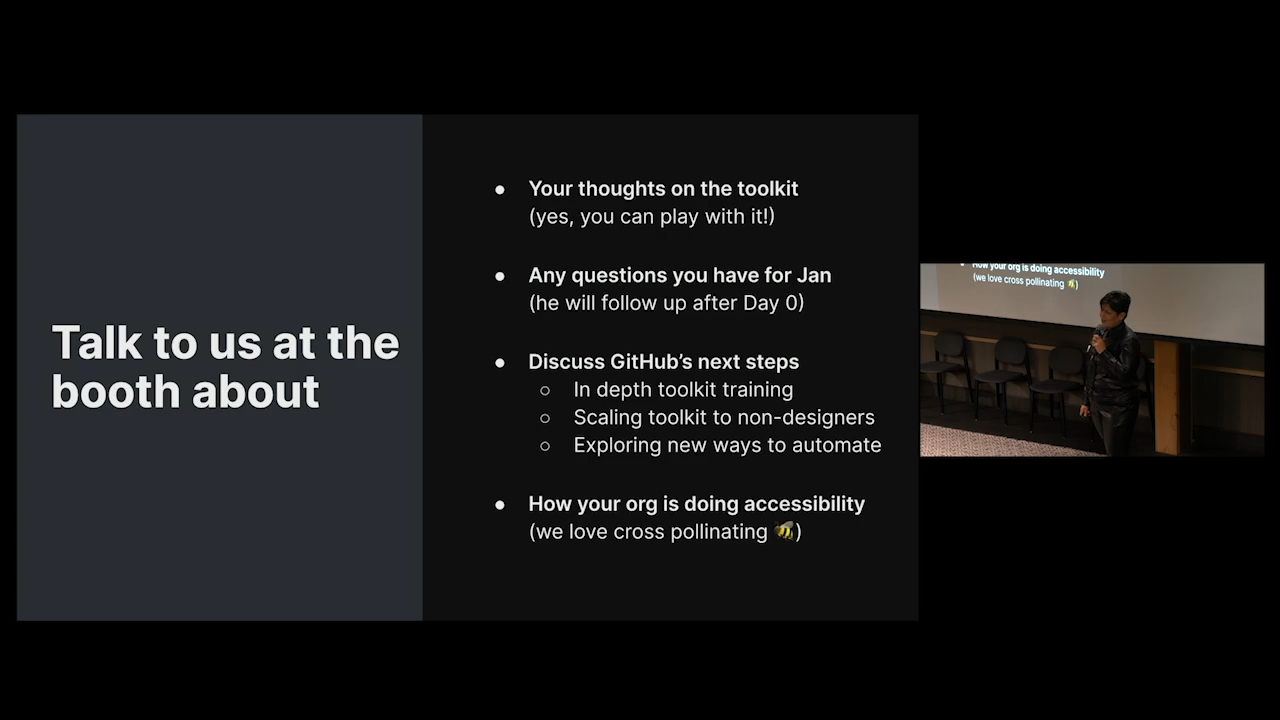 Talk to us at the
booth about
● Your thoughts on the toolkit
(yes, you can play with it!)
● Any questions you have for Jan
(he will follow up after Day 0)
● Discuss GitHub’s next steps
○ In depth toolkit training
○ Scaling toolkit to non-designers
○ Exploring new ways to automate
● How your org is doing accessibility
(we love cross pollinating 🐝)
How your org is doing accessibility
(we love cross pollinating 🐝)